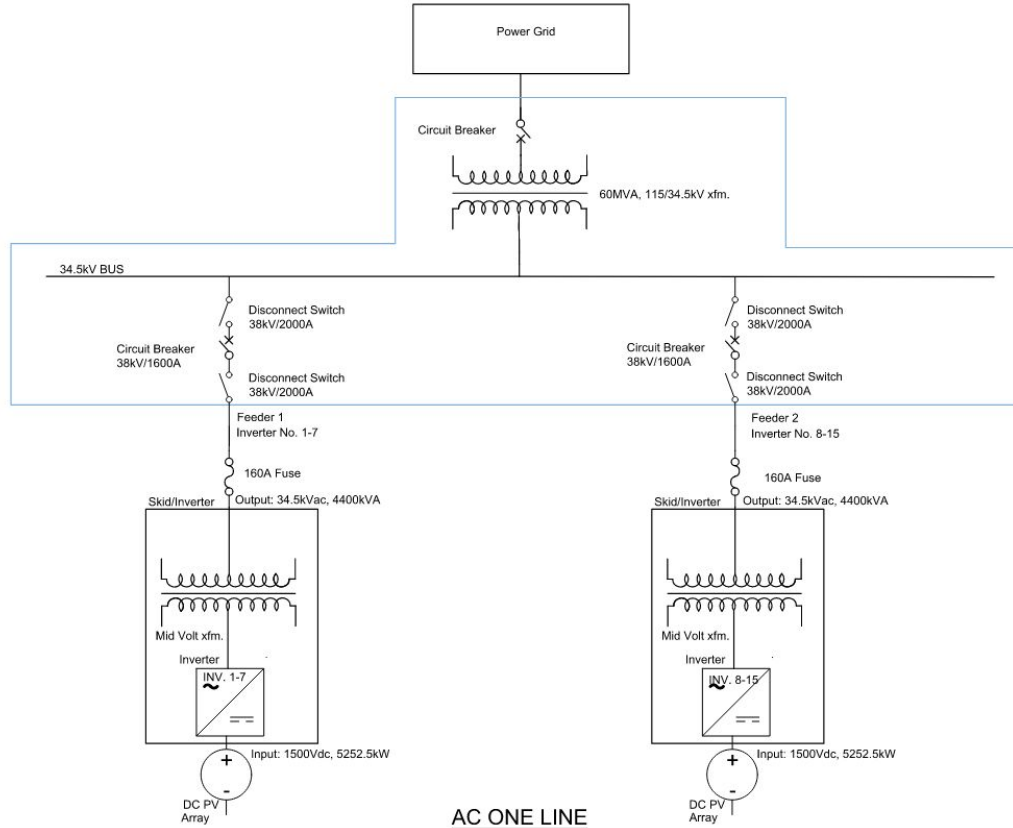 Power Grid
Circuit Breaker
60MVA, 115/34.5kV xfm.
34.5kV BUS
Disconnect Switch
38kV/2000A
Circuit Breaker
38kV/1600A
Disconnect Switch
38kV/2000A
Feeder 1
Inverter No. 1-7
160A Fuse
Skid/Inverter
Output: 34.5kVac, 4400kVA
Mid Volt xfm.
Inverter
INV. 1-7
Input: 1500Vdc, 5252.5kW
DC PV
Array
Disconnect Switch
38kV/2000A
Circuit Breaker
38kV/1600A
Disconnect Switch
38kV/2000A
Feeder 2
Inverter No. 8-15
160A Fuse
Skid/Inverter
Output: 34.5kVac, 4400kVA
Mid Volt xfm.
Inverter
INV. 8-15
Input: 1500Vdc, 5252.5kW
DC PV
Array
AC ONE LINE